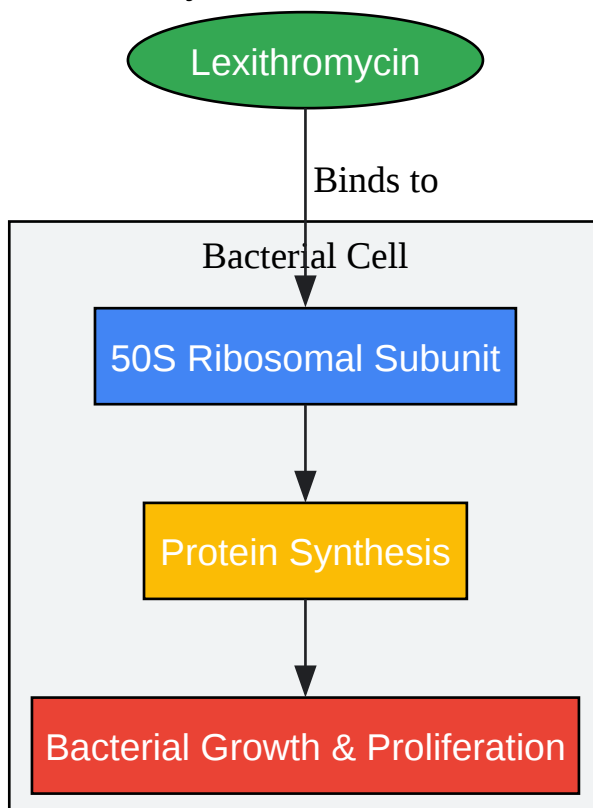 Lexithromycin
Binds to
Bacterial Cell
50S Ribosomal Subunit
Protein Synthesis
Bacterial Growth & Proliferation